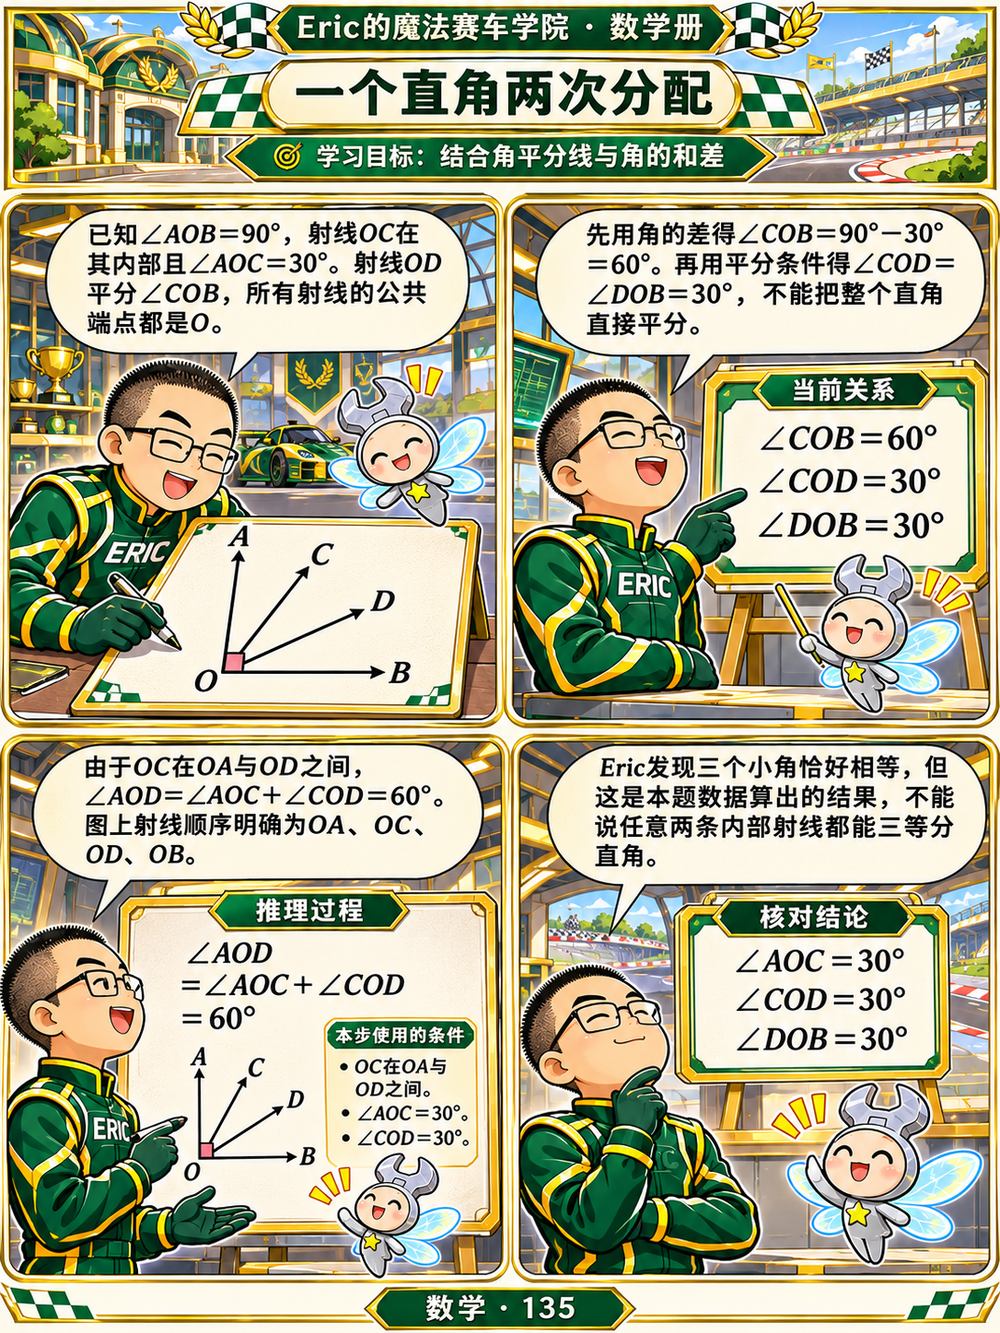 Eric的魔法赛车学院 · 数学册
一个直角两次分配
学习目标：结合角平分线与角的和差
已知∠AOB＝90°，射线OC在
其内部且∠AOC＝30°。射线OD
平分∠COB，所有射线的公共
端点都是O。
ERIC
A
C
D
O
B
先用角的差得∠COB＝90°－30°
＝60°。再用平分条件得∠COD＝
∠DOB＝30°，不能把整个直角
直接平分。
当前关系
∠COB＝60°
∠COD＝30°
∠DOB＝30°
ERIC
由于OC在OA与OD之间，
∠AOD＝∠AOC＋∠COD＝60°。
图上射线顺序明确为OA、OC、
OD、OB。
推理过程
∠AOD
＝∠AOC＋∠COD
＝60°
本步使用的条件
• OC在OA与
OD之间。
• ∠AOC＝30°。
• ∠COD＝30°。
A
C
D
O
B
ERIC
Eric发现三个小角恰好相等，但
这是本题数据算出的结果，不能
说任意两条内部射线都能三等分
直角。
核对结论
∠AOC＝30°
∠COD＝30°
∠DOB＝30°
数学 · 135